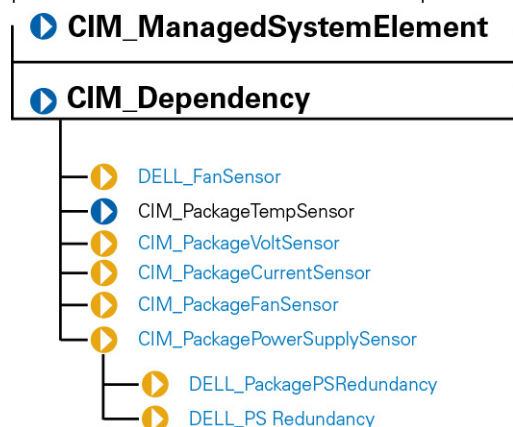 CIM_ManagedSystemElement
CIM_Dependency
DELL_FanSensor
CIM_PackageTempSensor
CIM_PackageVoltSensor
CIM_PackageCurrentSensor
CIM_PackageFanSensor
CIM_PackagePowerSupplySensor
DELL_PackagePSRedundancy
DELL_PS Redundancy